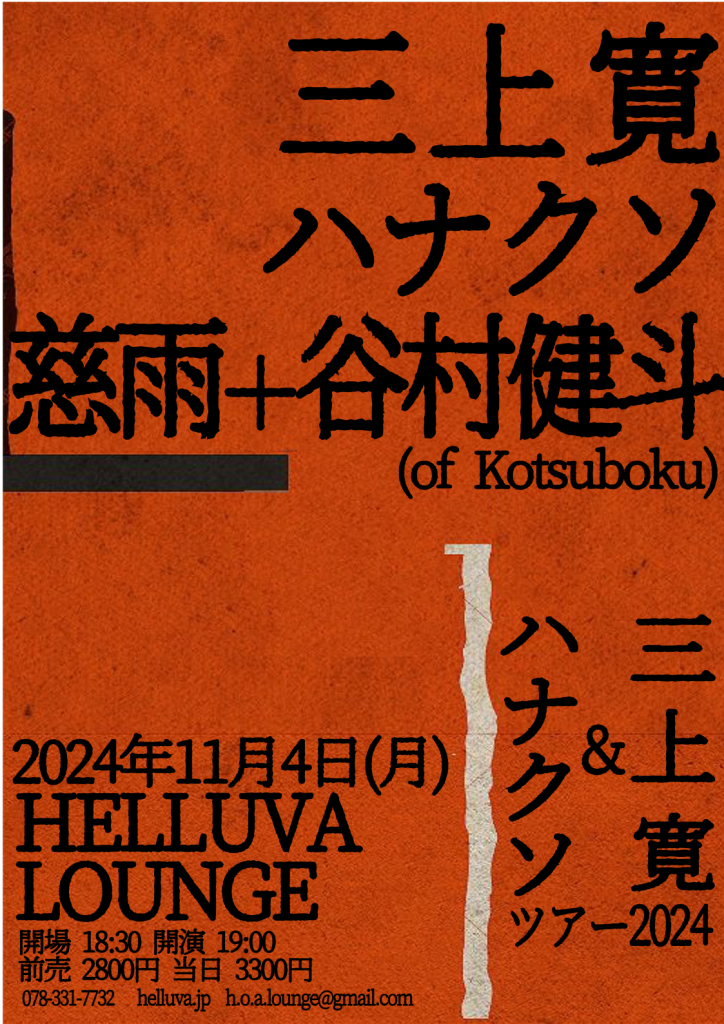 三上寛
ハナクソ
慈雨+谷村健斗
(of Kotsuboku)
三上寛
&
ハナクソ
ツアー2024
2024年11月4日(月)
HELLUVA
LOUNGE
開場 18:30 開演 19:00
前売 2800円 当日 3300円
078-331-7732 helluva.jp h.o.a.lounge@gmail.com